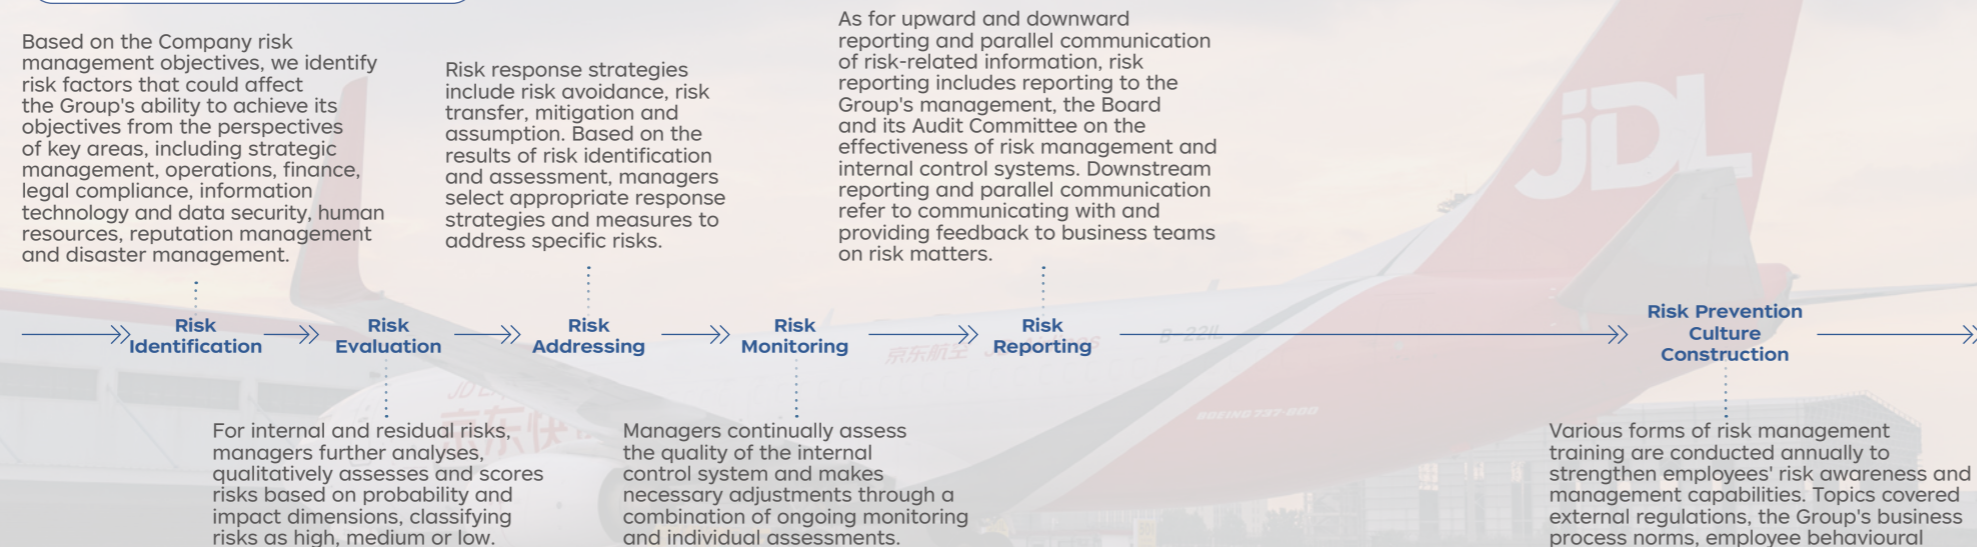 Based on the Company risk
management objectives, we identify
risk factors that could affect
the Group's ability to achieve its
objectives from the perspectives
of key areas, including strategic
management, operations, finance,
legal compliance, information
technology and data security, human
resources, reputation management
and disaster management.
Risk response strategies
include risk avoidance, risk
transfer, mitigation and
assumption. Based on the
results of risk identification
and assessment, managers
select appropriate response
strategies and measures to
address specific risks.
As for upward and downward
reporting and parallel communication
of risk-related information, risk
reporting includes reporting to the
Group's management, the Board
and its Audit Committee on the
effectiveness of risk management and
internal control systems. Downstream
reporting and parallel communication
refer to communicating with and
providing feedback to business teams
on risk matters.
JDL
Risk
Identification
Risk
Evaluation
Risk
Addressing
Risk
Monitoring
Risk
Reporting
Risk Prevention
Culture
Construction
京东航空
B-22IL
BOEING 737-800
京东快
For internal and residual risks,
managers further analyses,
qualitatively assesses and scores
risks based on probability and
impact dimensions, classifying
risks as high, medium or low.
Managers continually assess
the quality of the internal
control system and makes
necessary adjustments through a
combination of ongoing monitoring
and individual assessments.
Various forms of risk management
training are conducted annually to
strengthen employees' risk awareness and
management capabilities. Topics covered
external regulations, the Group's business
process norms, employee behavioural